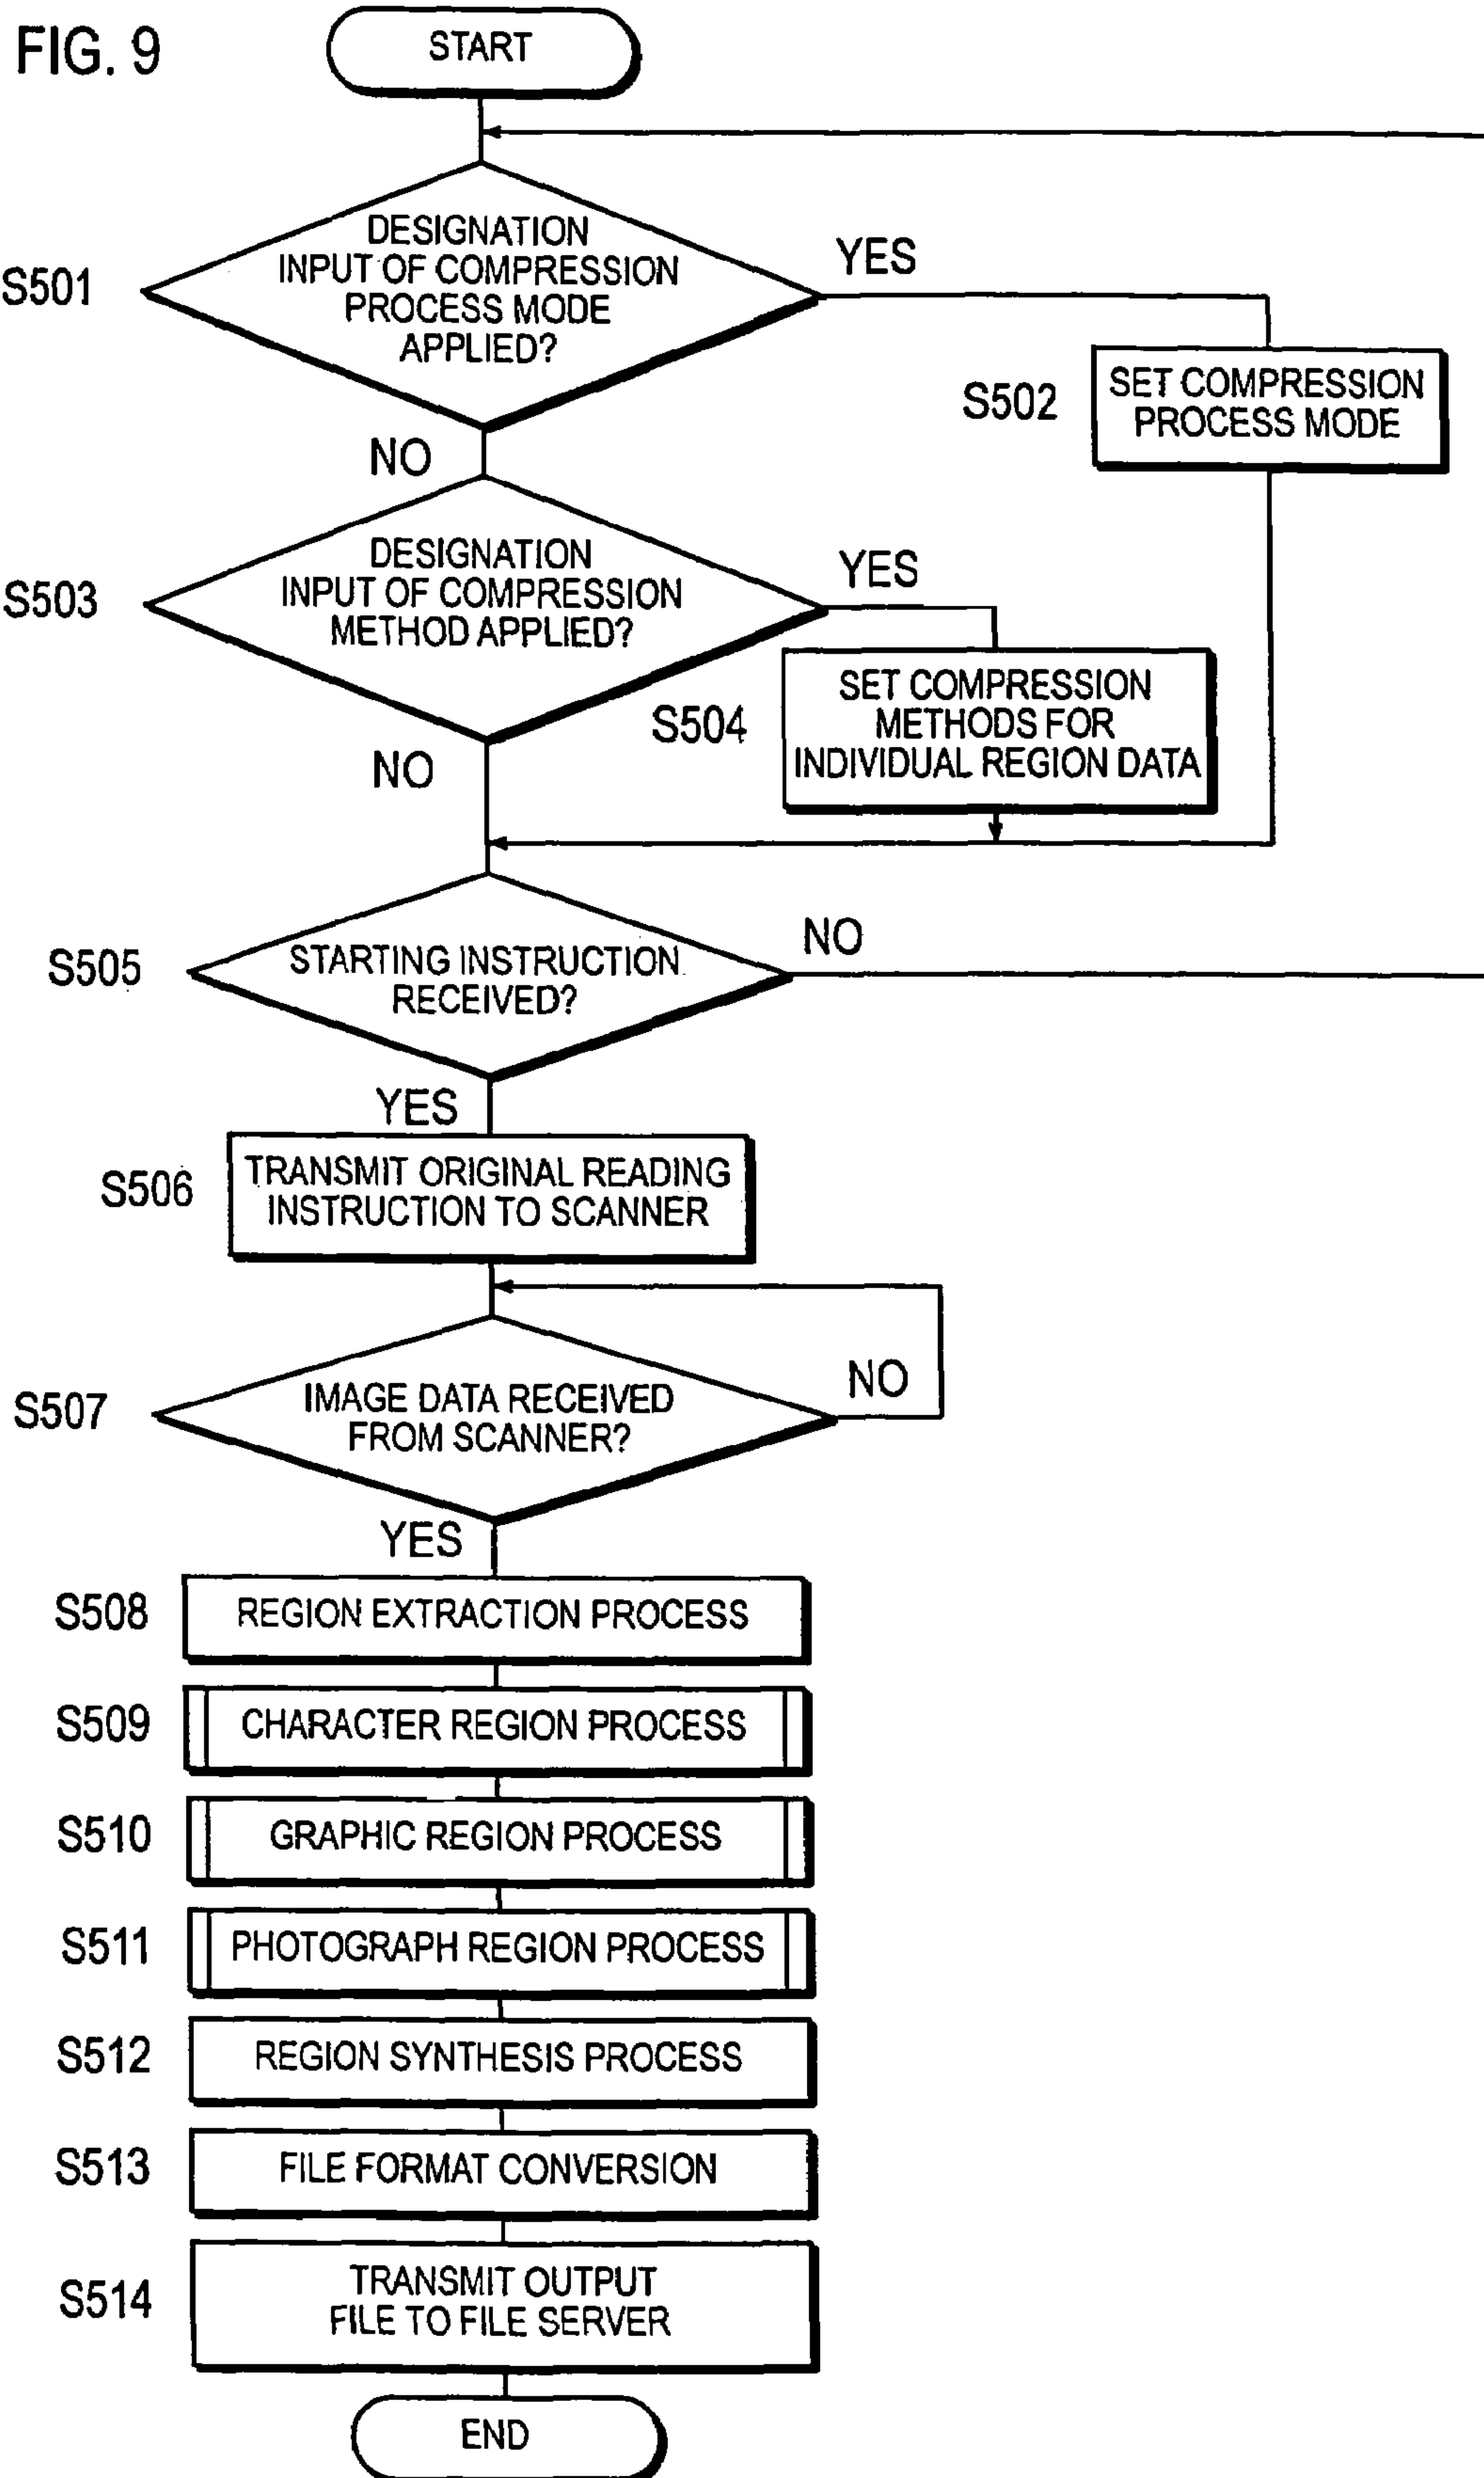 FIG. 9
START
S501
DESIGNATION
INPUT OF COMPRESSION
PROCESS MODE
APPLIED?
YES
NO
S502
SET COMPRESSION
PROCESS MODE
S503
DESIGNATION
INPUT OF COMPRESSION
METHOD APPLIED?
YES
NO
S504
SET COMPRESSION
METHODS FOR
INDIVIDUAL REGION DATA
S505
STARTING INSTRUCTION
RECEIVED?
NO
YES
S506
TRANSMIT ORIGINAL READING
INSTRUCTION TO SCANNER
S507
IMAGE DATA RECEIVED
FROM SCANNER?
NO
YES
S508
REGION EXTRACTION PROCESS
S509
CHARACTER REGION PROCESS
S510
GRAPHIC REGION PROCESS
S511
PHOTOGRAPH REGION PROCESS
S512
REGION SYNTHESIS PROCESS
S513
FILE FORMAT CONVERSION
S514
TRANSMIT OUTPUT
FILE TO FILE SERVER
END